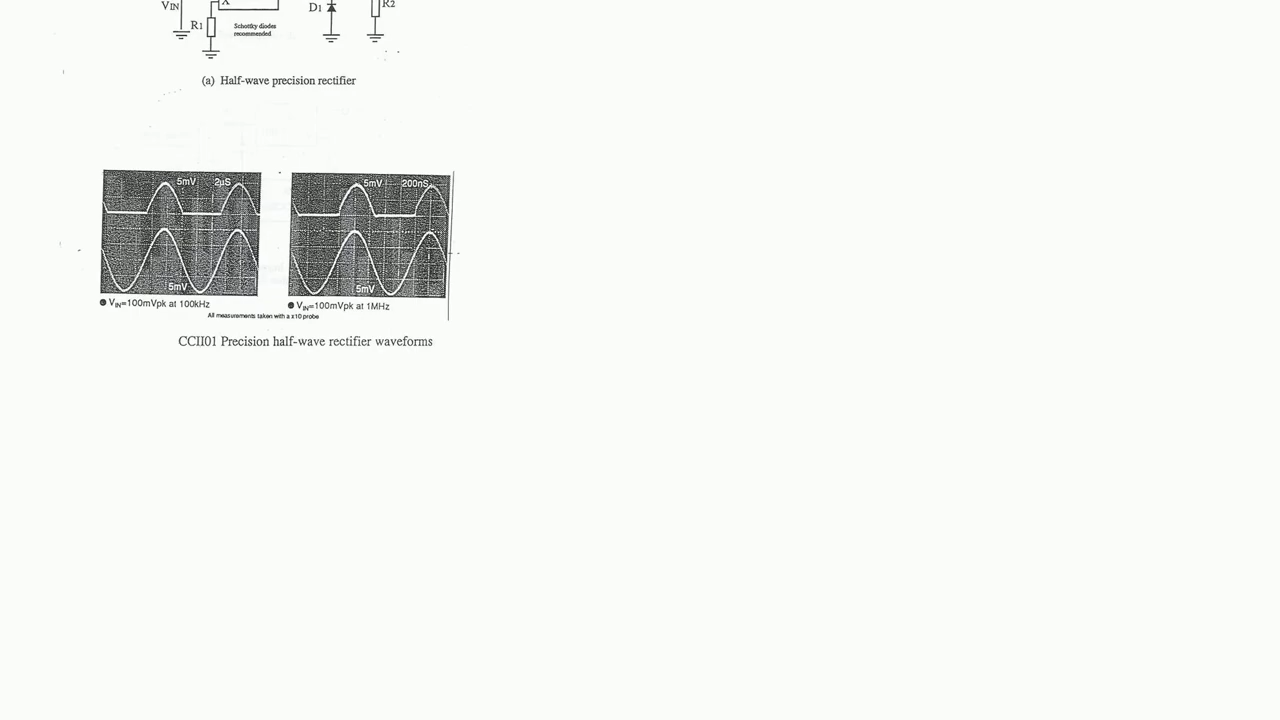 VIN
X
D1
R2
R1
Schottky diodes
recommended
(a) Half-wave precision rectifier
5mV 2µS
5mV 200nS
5mV
5mV
VIN=100mVpk at 100kHz
VIN=100mVpk at 1MHz
All measurements taken with a x10 probe
CCII01 Precision half-wave rectifier waveforms